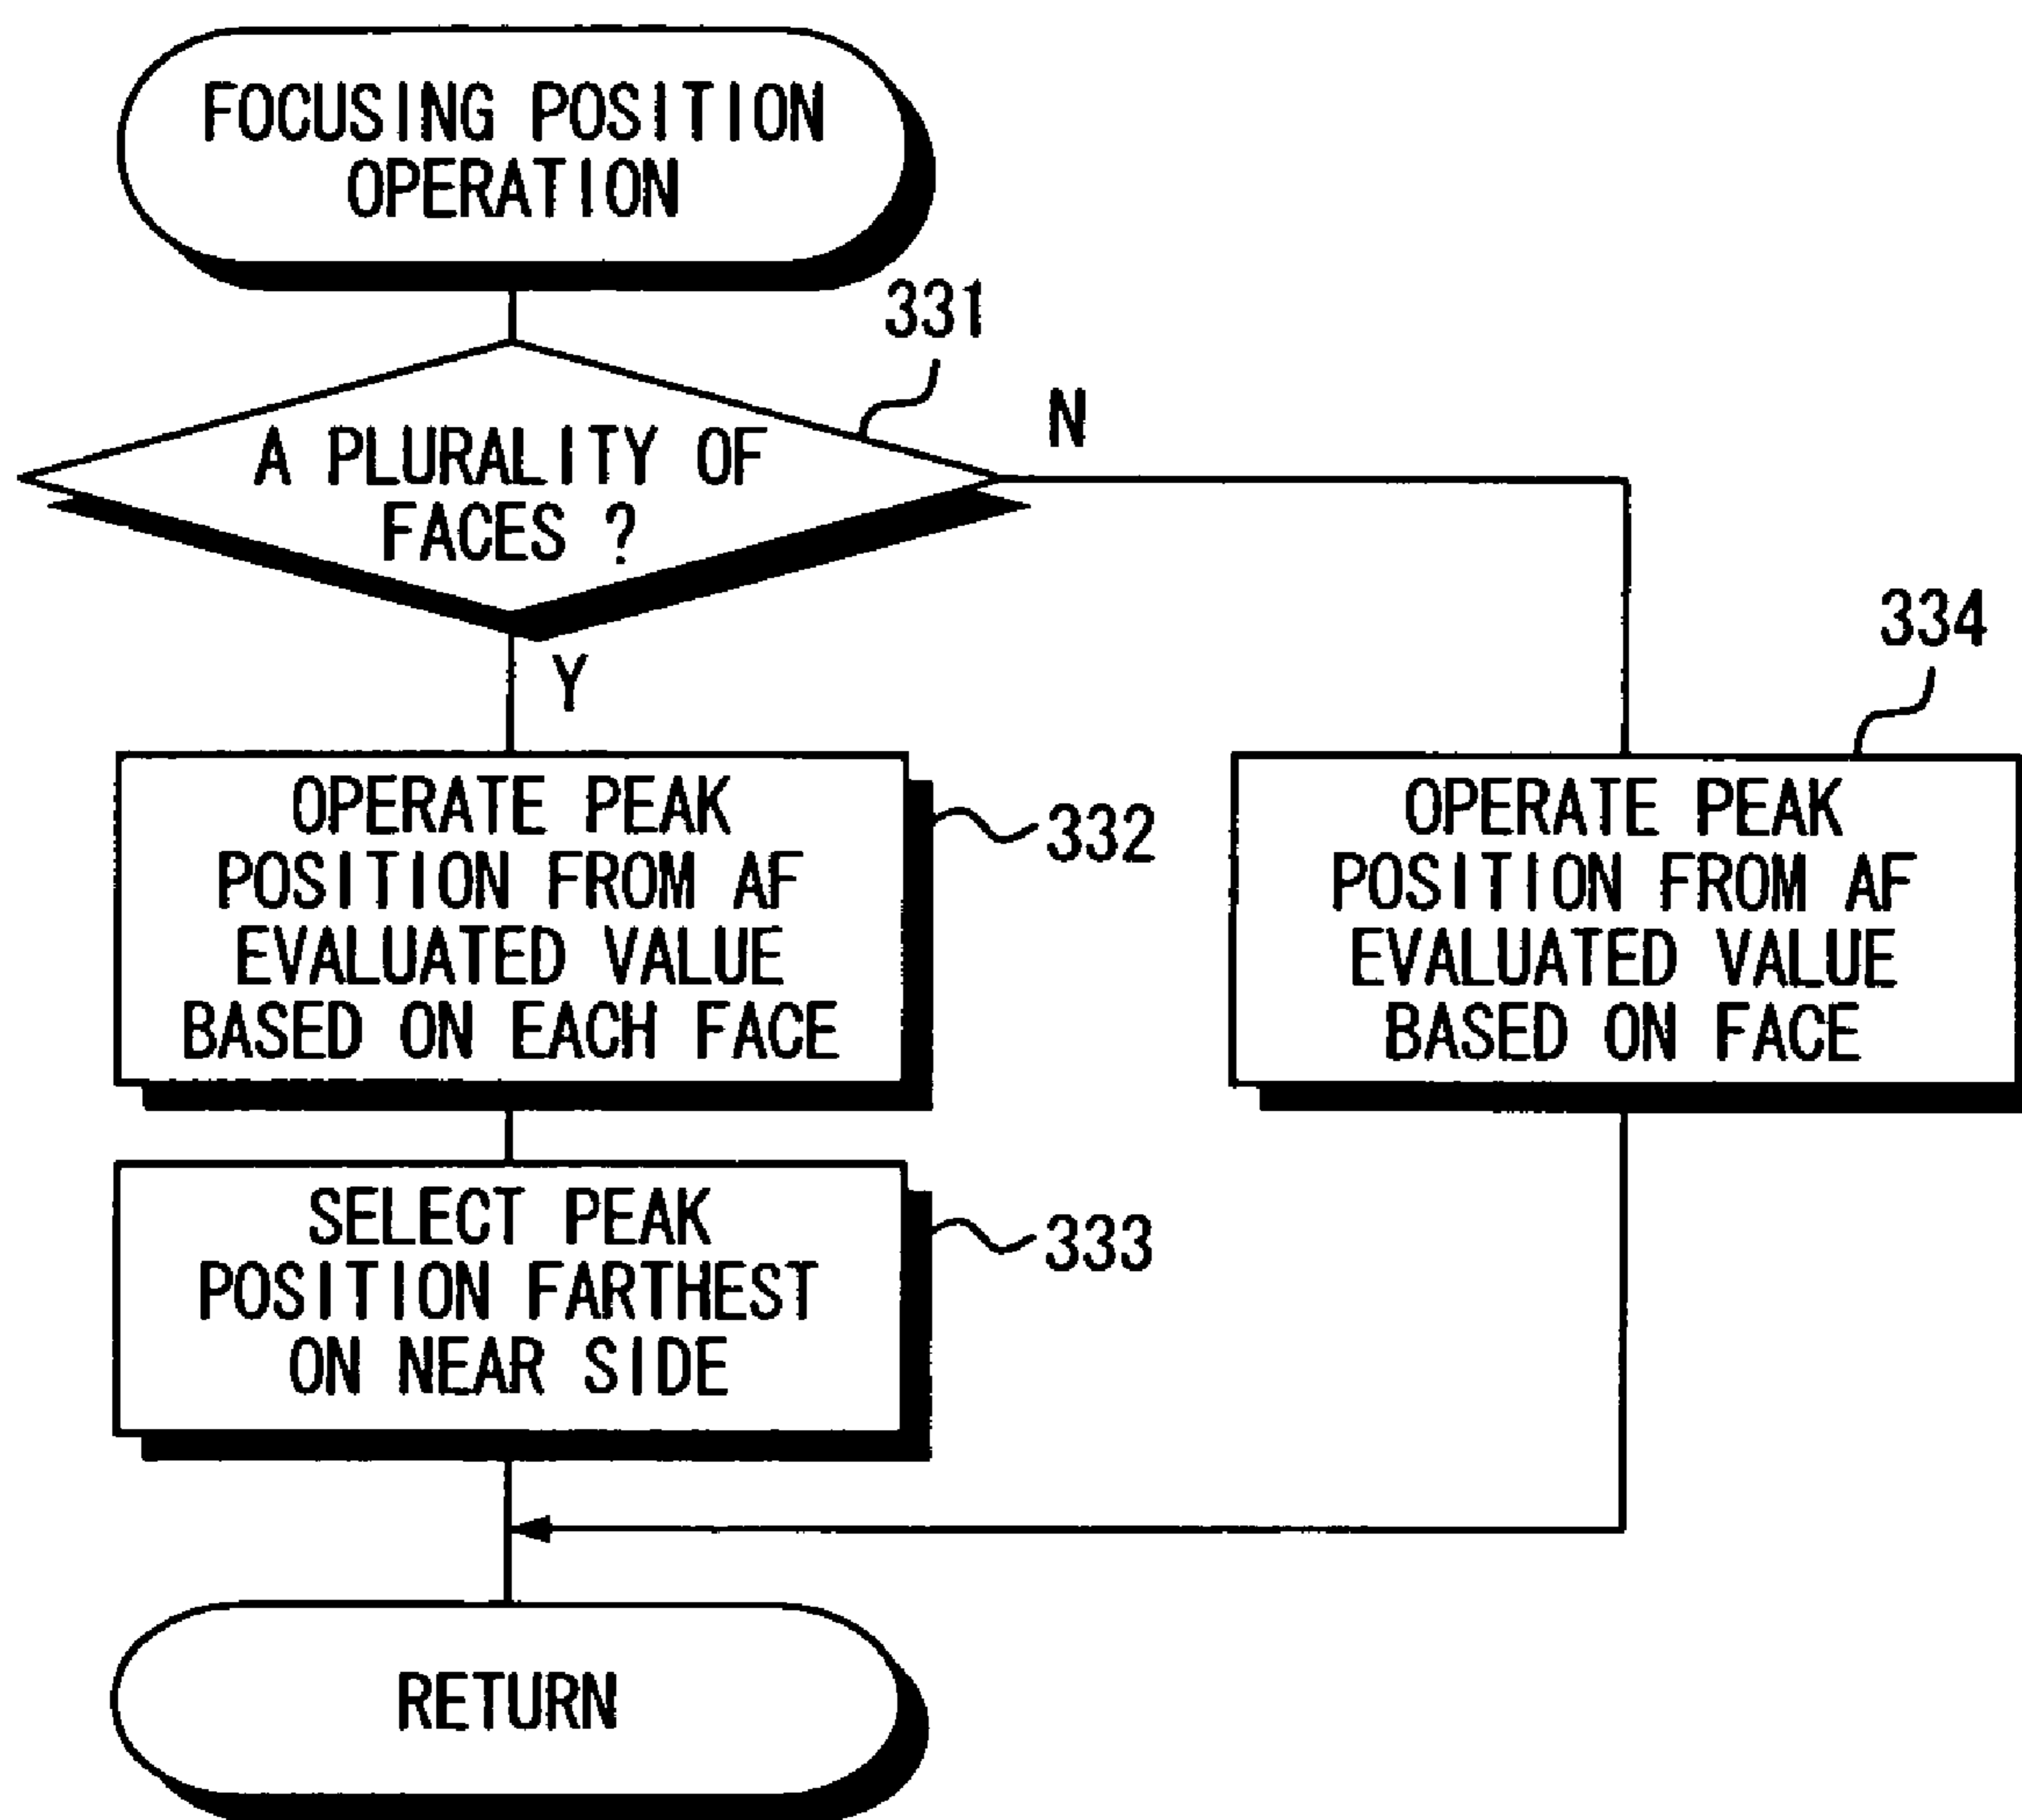 FOCUSING POSITION
OPERATION
331
A PLURALITY OF
FACES ?
N
Y
334
OPERATE PEAK
POSITION FROM AF
EVALUATED VALUE
BASED ON EACH FACE
332
OPERATE PEAK
POSITION FROM AF
EVALUATED VALUE
BASED ON FACE
SELECT PEAK
POSITION FARTHEST
ON NEAR SIDE
333
RETURN